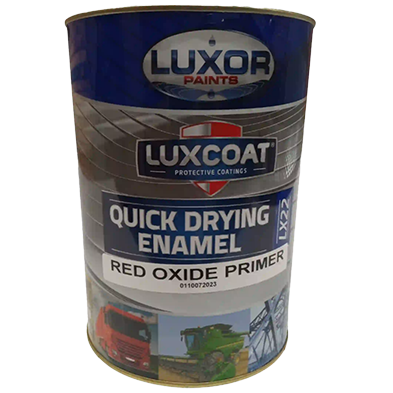 LUXOR
PAINTS
LUXCOAT®
PROTECTIVE COATINGS
QUICK DRYING
ENAMEL
LX22
RED OXIDE PRIMER
0110072023